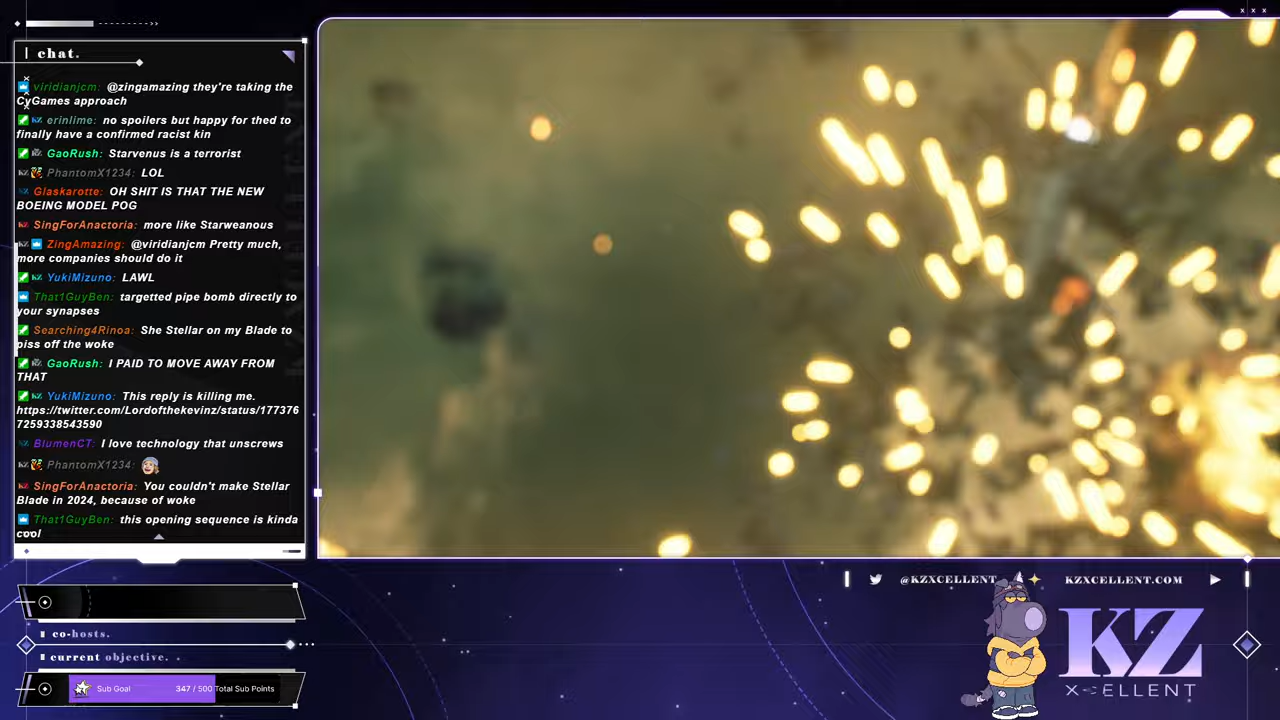 chat.
viridianjcm: @zingamazing they're taking the
CyGames approach
erinlime: no spoilers but happy for thed to
finally have a confirmed racist kin
GaoRush: Starvenus is a terrorist
PhantomX1234: LOL
Glaskarotte: OH SHIT IS THAT THE NEW
BOEING MODEL POG
SingForAnactoria: more like Starweanous
ZingAmazing: @viridianjcm Pretty much,
more companies should do it
YukiMizuno: LAWL
That1GuyBen: targetted pipe bomb directly to
your synapses
Searching4Rinoa: She Stellar on my Blade to
piss off the woke
GaoRush: I PAID TO MOVE AWAY FROM
THAT
YukiMizuno: This reply is killing me.
https://twitter.com/Lordofthekevinz/status/177376
7259338543590
BlumenCT: I love technology that unscrews
PhantomX1234:
SingForAnactoria: You couldn't make Stellar
Blade in 2024, because of woke
That1GuyBen: this opening sequence is kinda
cool
co-hosts.
current objective.
Sub Goal 347 / 500 Total Sub Points
@KZXCELLENT
KZXCELLENT.COM
KZ
X-CELLENT